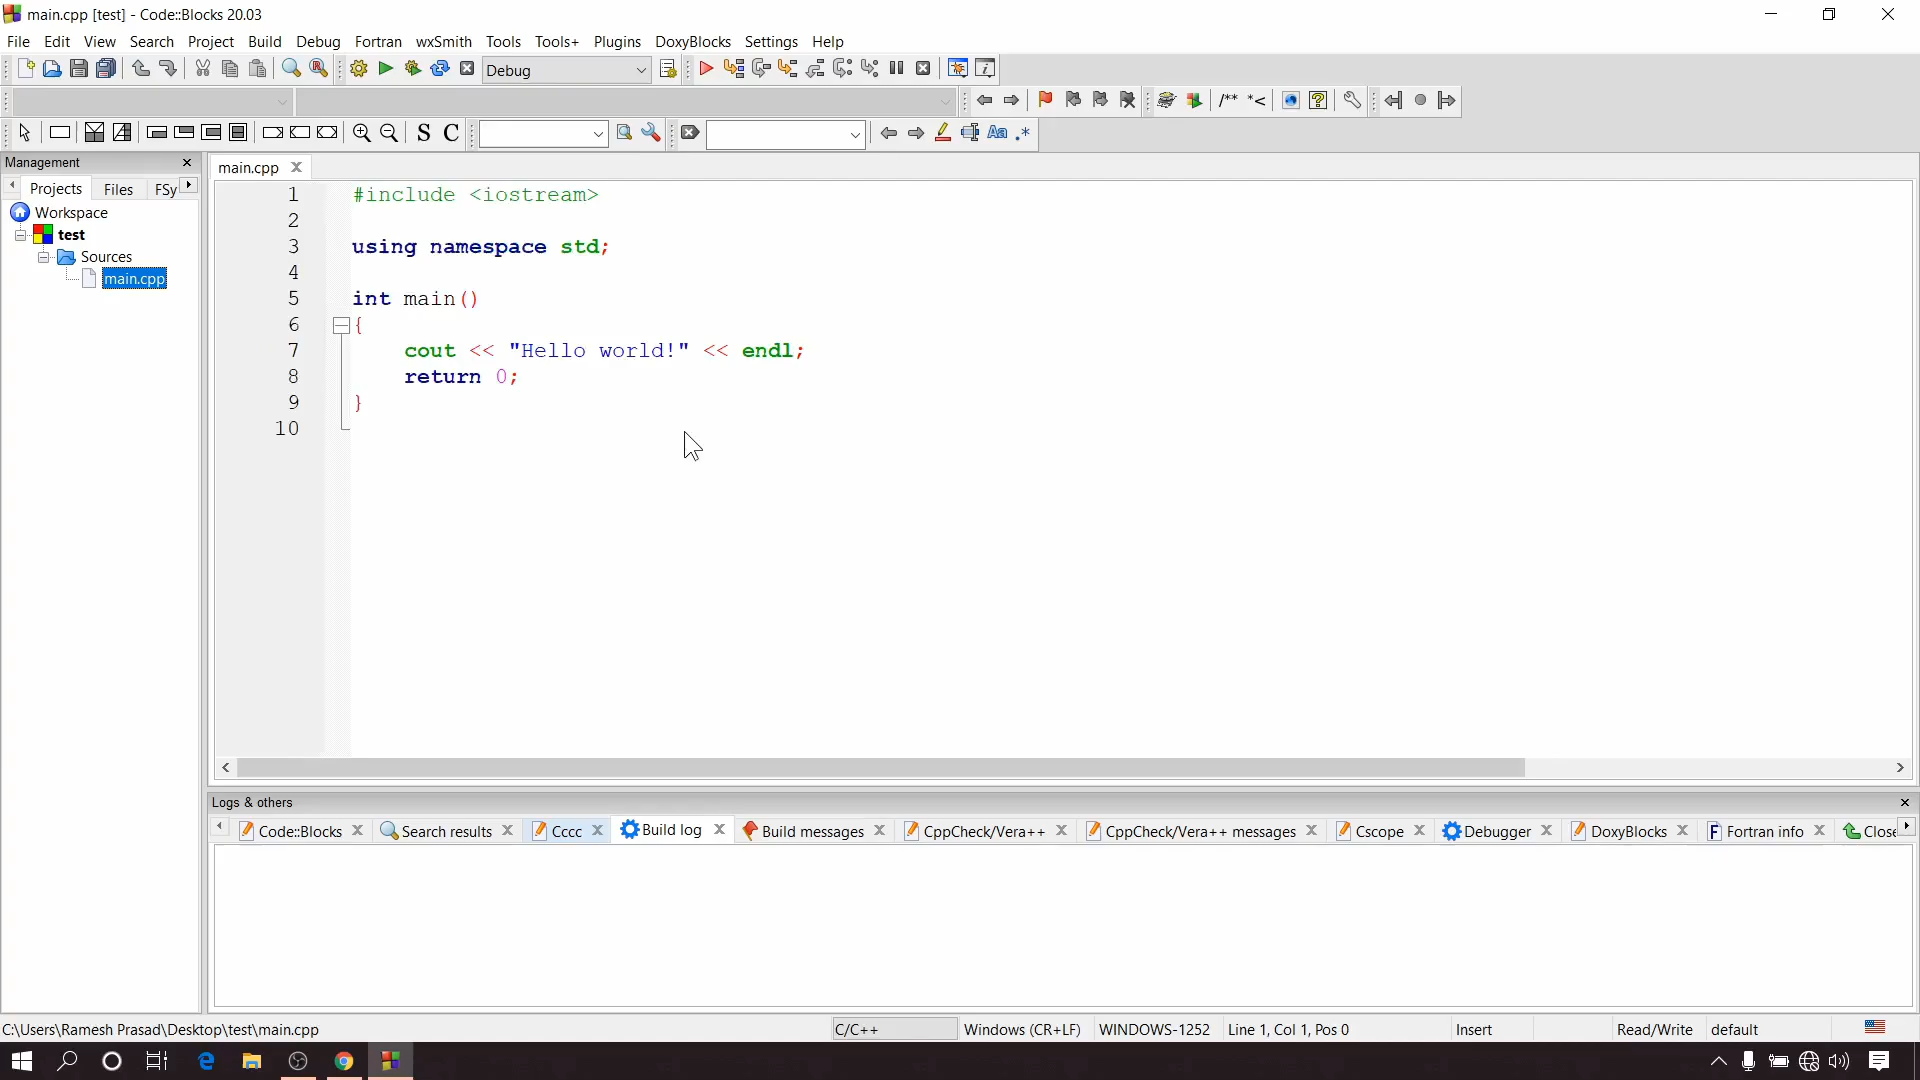 main.cpp [test] - Code::Blocks 20.03
File Edit View Search Project Build Debug Fortran wxSmith Tools Tools+ Plugins DoxyBlocks Settings Help
Debug
/** *<
S C Aa .*
Management
Projects Files FSy
Workspace
test
Sources
main.cpp
main.cpp
1 #include <iostream>
2
3 using namespace std;
4
5 int main()
6 {
7 cout << "Hello world!" << endl;
8 return 0;
9 }
10
Logs & others
Code::Blocks Search results Cccc Build log Build messages CppCheck/Vera++ CppCheck/Vera++ messages Cscope Debugger DoxyBlocks Fortran info Close
C:\Users\Ramesh Prasad\Desktop\test\main.cpp C/C++ Windows (CR+LF) WINDOWS-1252 Line 1, Col 1, Pos 0 Insert Read/Write default